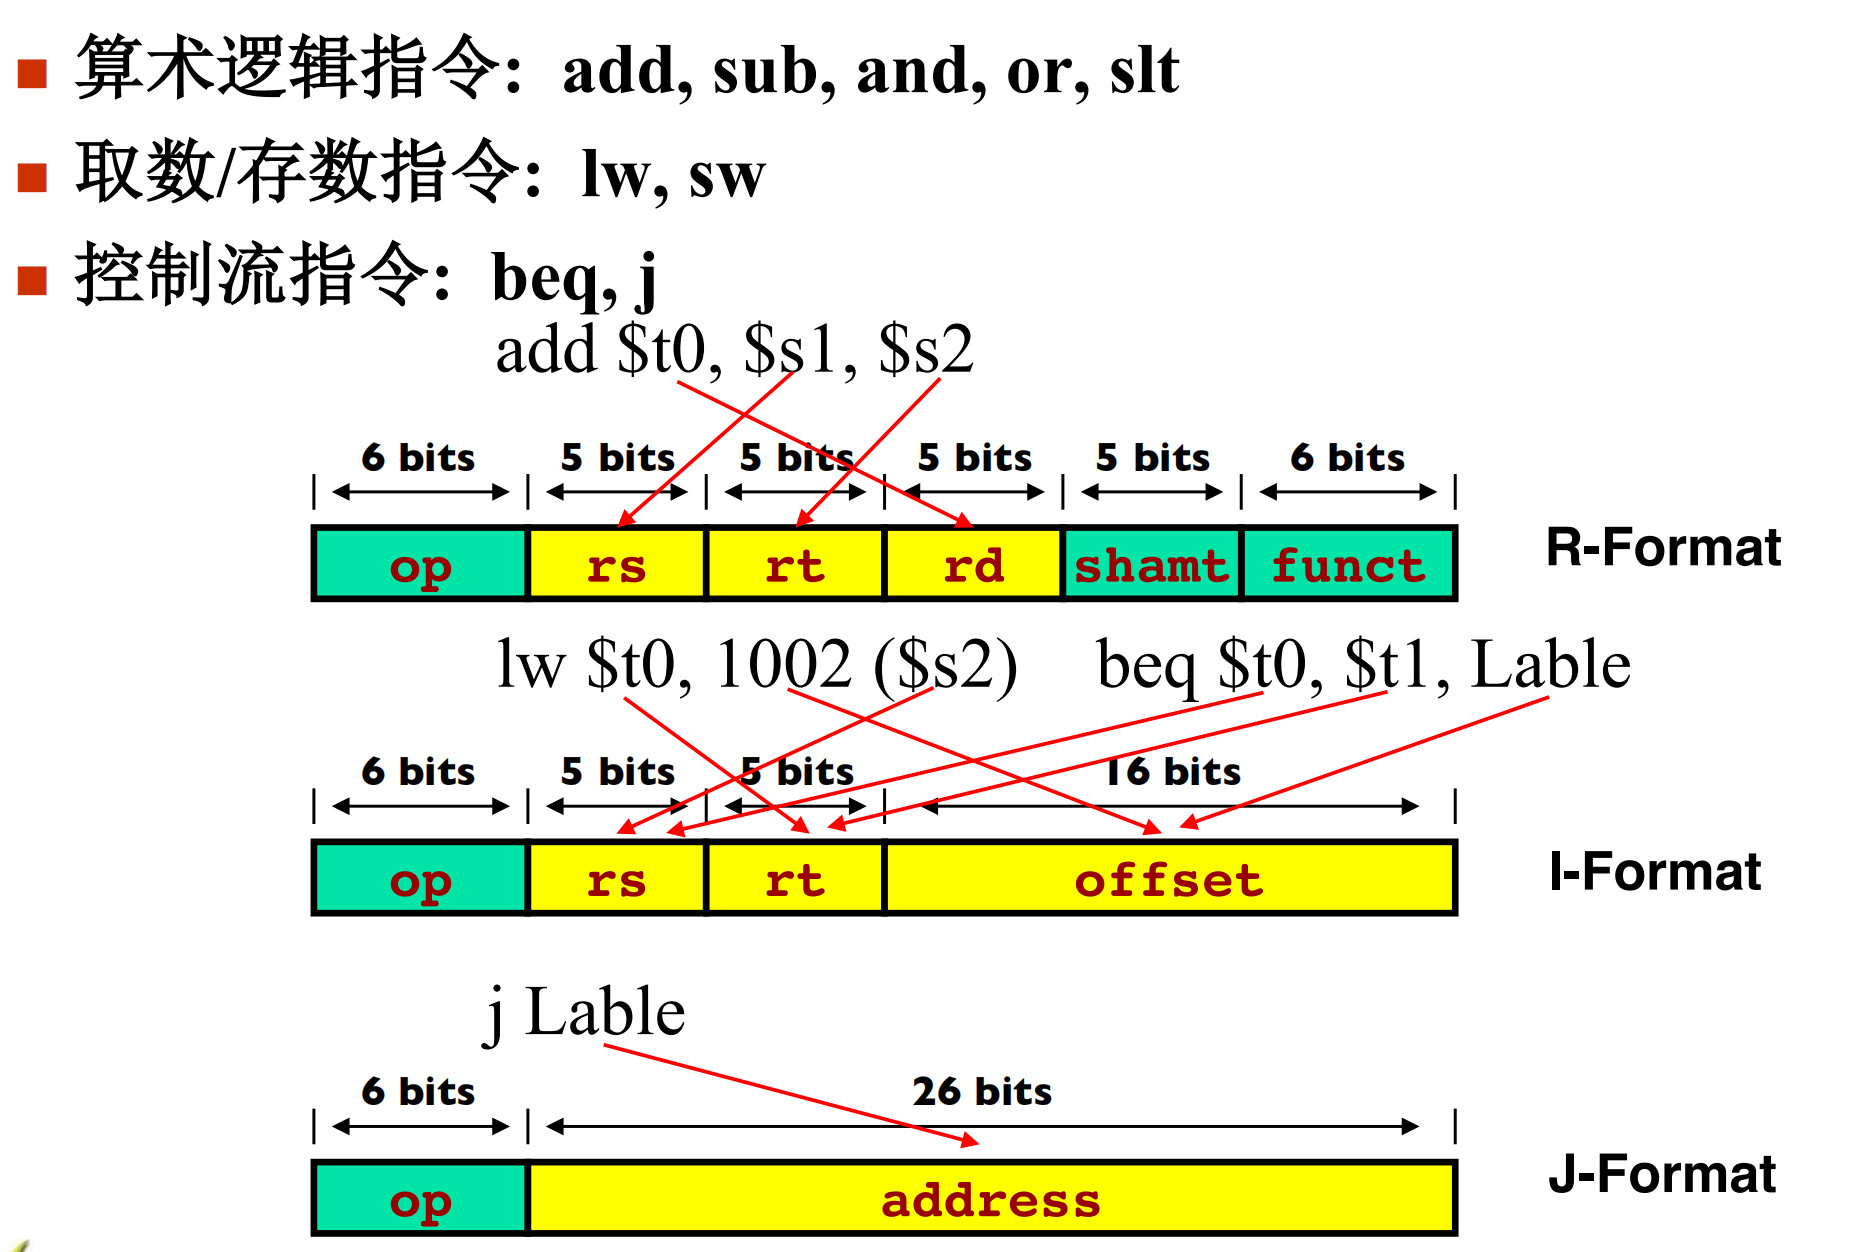 算术逻辑指令: add, sub, and, or, slt
取数/存数指令: lw, sw
控制流指令: beq, j
add $t0, $s1, $s2
6 bits 5 bits 5 bits 5 bits 5 bits 6 bits
op rs rt rd shamt funct R-Format
lw $t0, 1002 ($s2) beq $t0, $t1, Lable
6 bits 5 bits 5 bits 16 bits
op rs rt offset I-Format
j Lable
6 bits 26 bits
op address J-Format